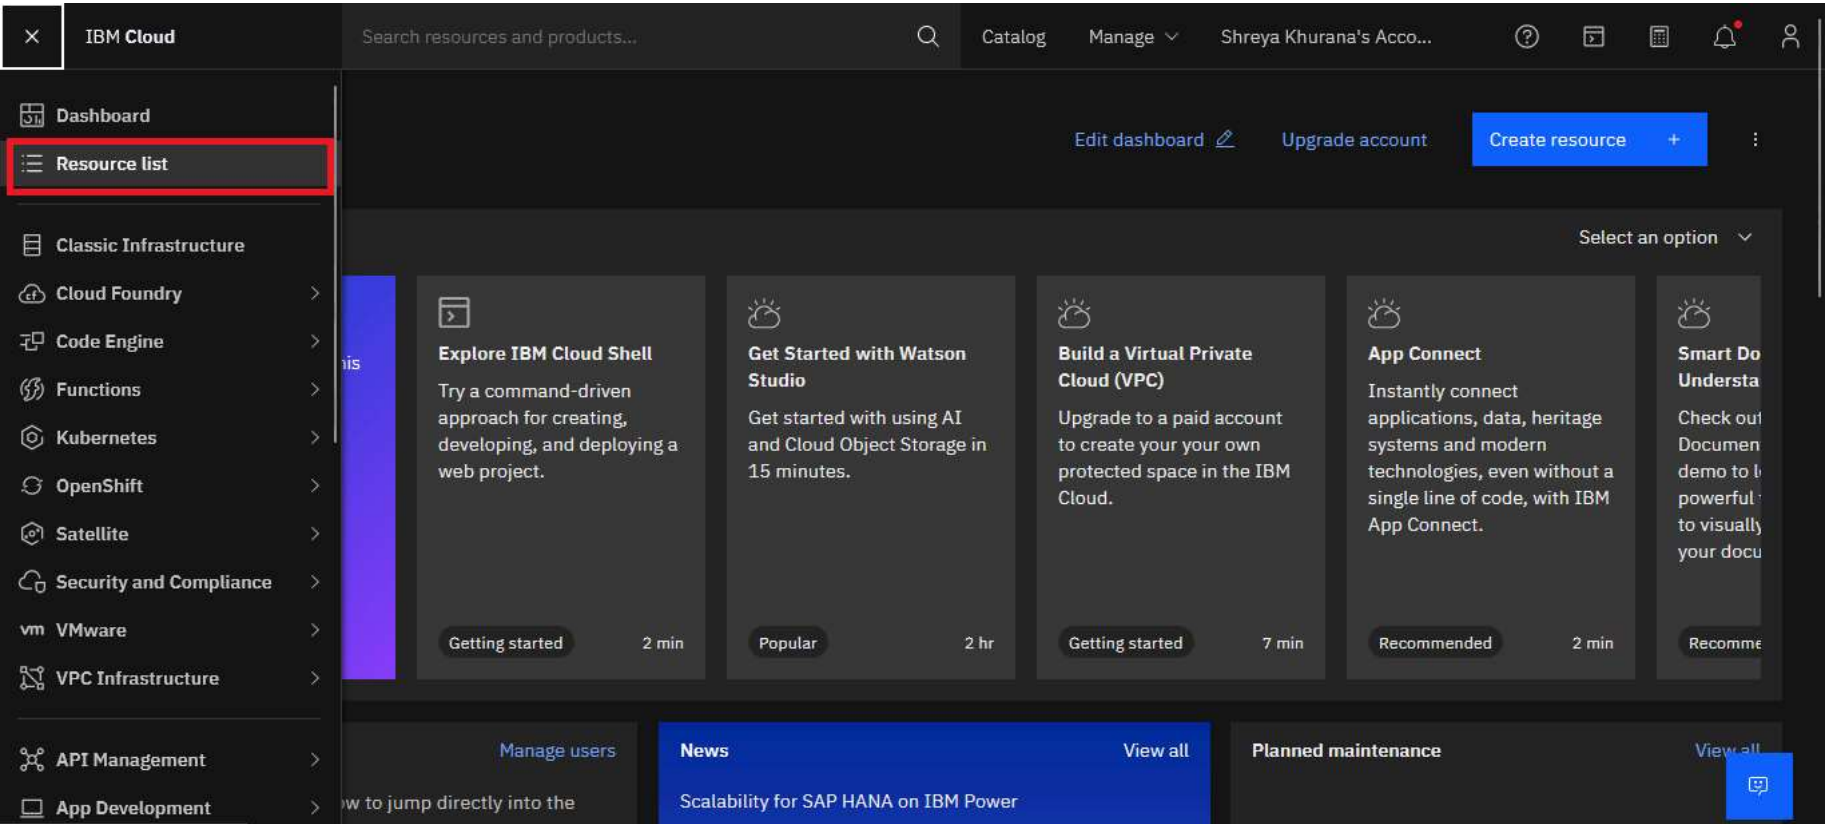 IBM Cloud
Search resources and products...
Catalog
Manage
Shreya Khurana's Acco...
Dashboard
Resource list
Classic Infrastructure
Cloud Foundry
Code Engine
Functions
Kubernetes
OpenShift
Satellite
Security and Compliance
vm VMware
VPC Infrastructure
API Management
App Development
Edit dashboard
Upgrade account
Create resource +
Select an option
his
Explore IBM Cloud Shell
Try a command-driven
approach for creating,
developing, and deploying a
web project.
Getting started
2 min
Get Started with Watson
Studio
Get started with using AI
and Cloud Object Storage in
15 minutes.
Popular
2 hr
Build a Virtual Private
Cloud (VPC)
Upgrade to a paid account
to create your your own
protected space in the IBM
Cloud.
Getting started
7 min
App Connect
Instantly connect
applications, data, heritage
systems and modern
technologies, even without a
single line of code, with IBM
App Connect.
Recommended
2 min
Smart Do
Understa
Check out
Documen
demo to l
powerful
to visually
your docu
Recomme
Manage users
ow to jump directly into the
News
View all
Scalability for SAP HANA on IBM Power
Planned maintenance
View all